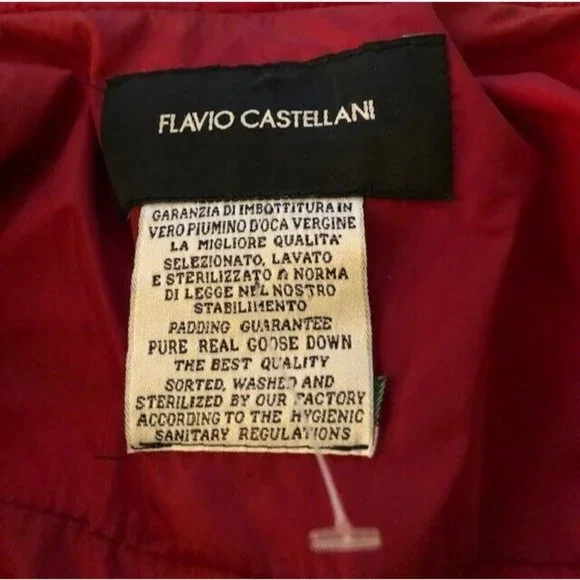 FLAVIO CASTELLANI
GARANZIA DI IMBOTTITURA IN
VERO PIUMINO D'OCA VERGINE
LA MIGLIORE QUALITA'
SELEZIONATO, LAVATO
E STERILIZZATO A NORMA
DI LEGGE NEL NOSTRO
STABILIMENTO
PADDING GUARANTEE
PURE REAL GOOSE DOWN
THE BEST QUALITY
SORTED, WASHED AND
STERILIZED BY OUR FACTORY
ACCORDING TO THE HYGIENIC
SANITARY REGULATIONS